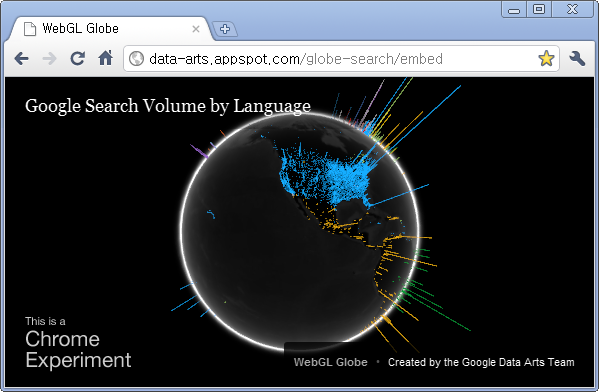 WebGL Globe
data-arts.appspot.com/globe-search/embed
Google Search Volume by Language
This is a
Chrome
Experiment
WebGL Globe • Created by the Google Data Arts Team